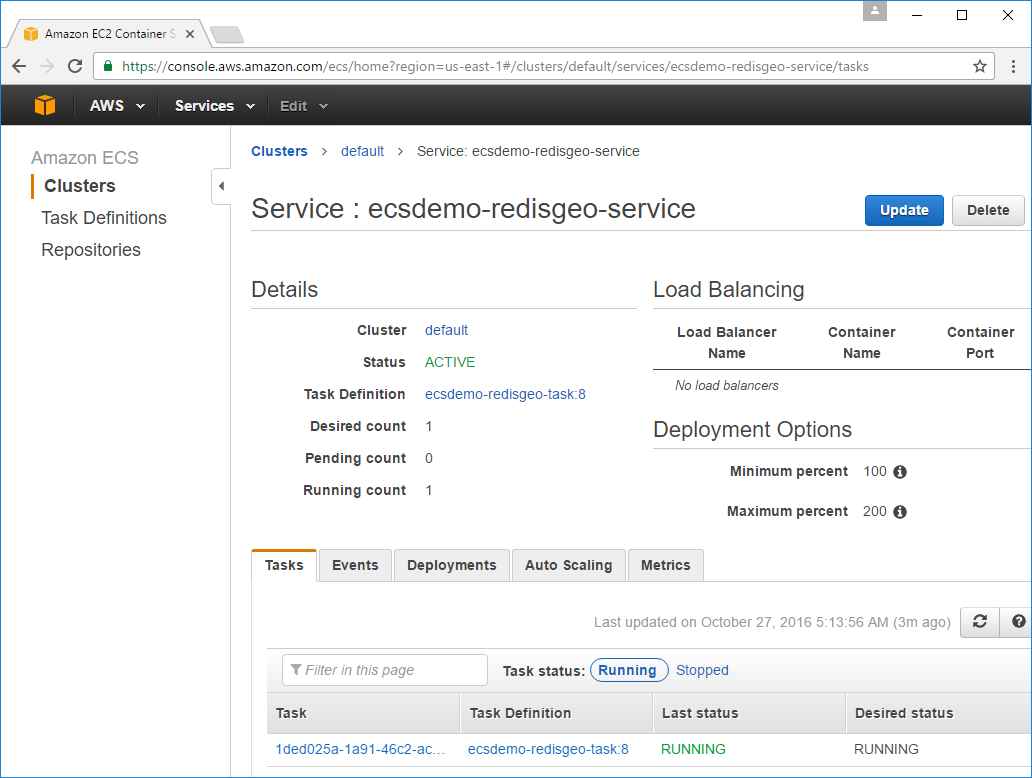 Amazon EC2 Container S
https://console.aws.amazon.com/ecs/home?region=us-east-1#/clusters/default/services/ecsdemo-redisgeo-service/tasks
AWS Services Edit
Amazon ECS
Clusters
Task Definitions
Repositories
Clusters > default > Service: ecsdemo-redisgeo-service
Service : ecsdemo-redisgeo-service
Update Delete
Details
Cluster default
Status ACTIVE
Task Definition ecsdemo-redisgeo-task:8
Desired count 1
Pending count 0
Running count 1
Load Balancing
Load Balancer Name Container Name Container Port
No load balancers
Deployment Options
Minimum percent 100
Maximum percent 200
Tasks Events Deployments Auto Scaling Metrics
Last updated on October 27, 2016 5:13:56 AM (3m ago)
Filter in this page Task status: Running Stopped
Task Task Definition Last status Desired status
1ded025a-1a91-46c2-ac... ecsdemo-redisgeo-task:8 RUNNING RUNNING